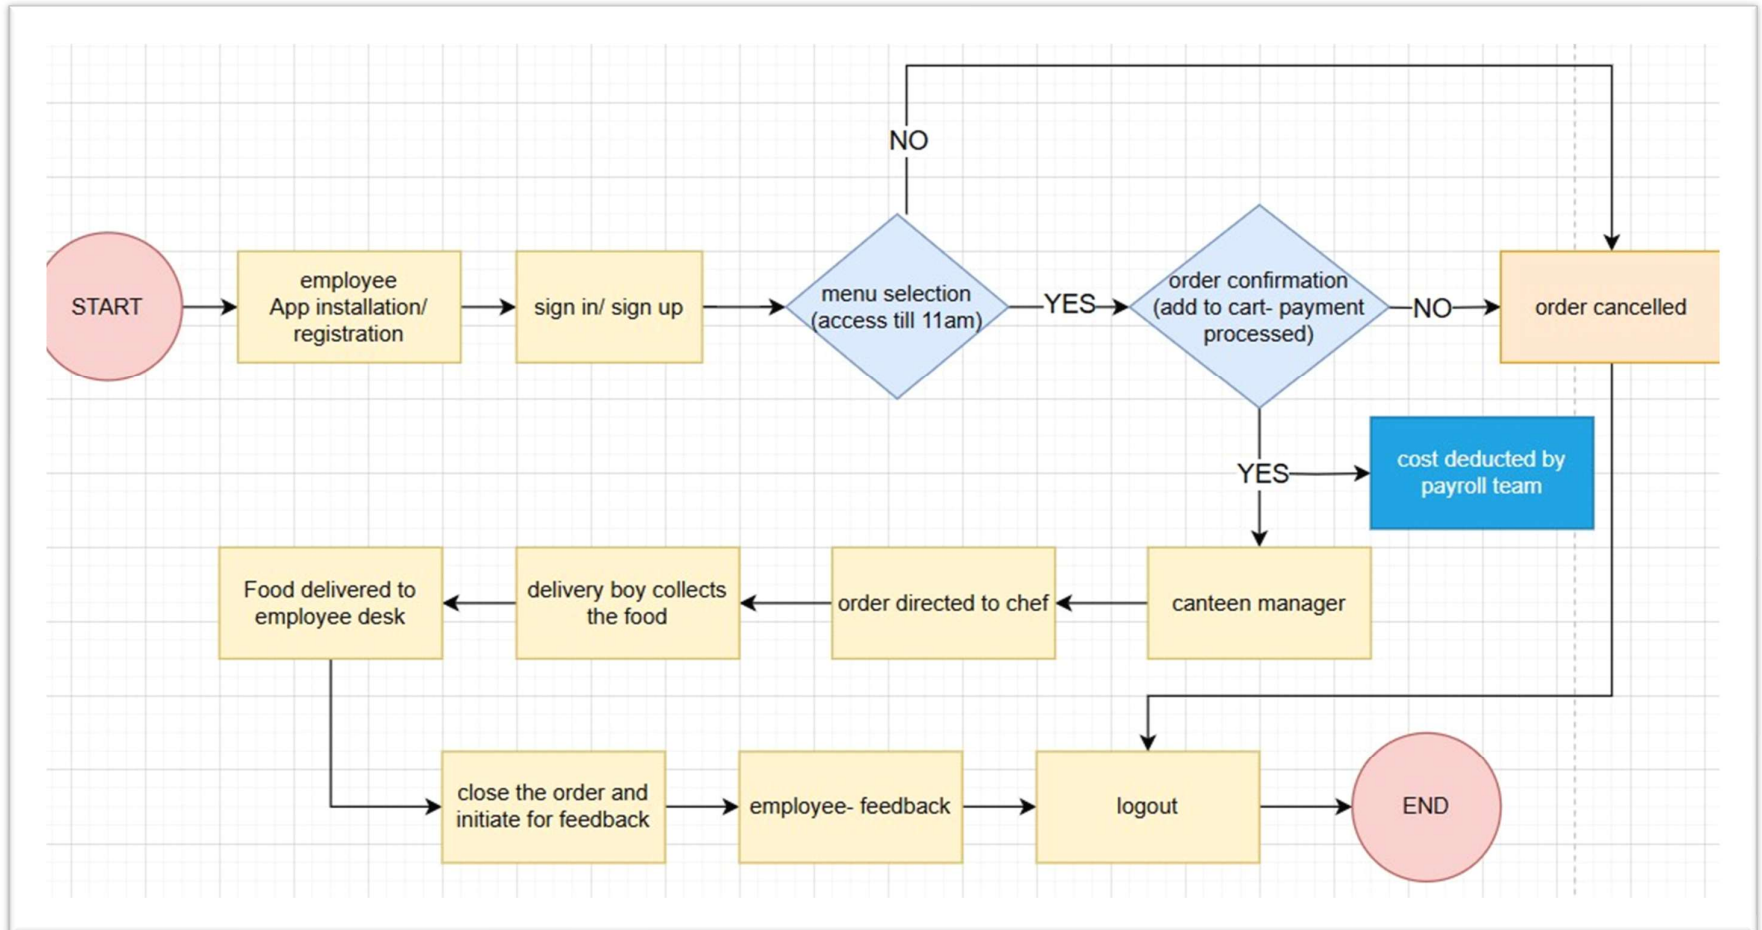 START
employee
App installation/
registration
sign in/ sign up
menu selection
(access till 11am)
NO
YES
order confirmation
(add to cart- payment
processed)
NO
order cancelled
YES
cost deducted by
payroll team
canteen manager
order directed to chef
delivery boy collects
the food
Food delivered to
employee desk
close the order and
initiate for feedback
employee- feedback
logout
END